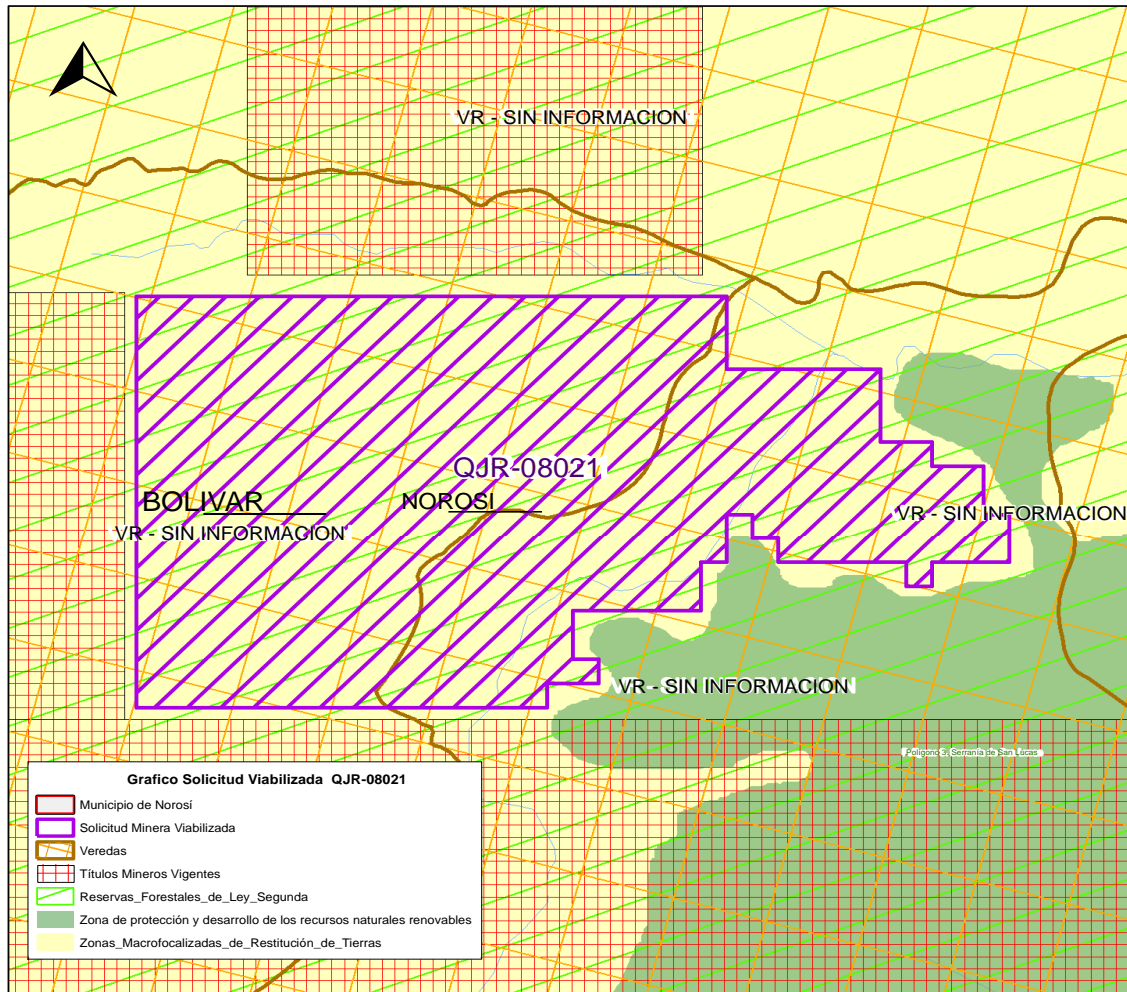 VR - SIN INFORMACION
QJR-08021
BOLIVAR
NOROSI
VR - SIN INFORMACION
VR - SIN INFORMACION
VR - SIN INFORMACION
Polígono 3, Serranía de San Lucas
Grafico Solicitud Viabilizada QJR-08021
Municipio de Norosí
Solicitud Minera Viabilizada
Veredas
Títulos Mineros Vigentes
Reservas_Forestales_de_Ley_Segunda
Zona de protección y desarrollo de los recursos naturales renovables
Zonas_Macrofocalizadas_de_Restitución_de_Tierras